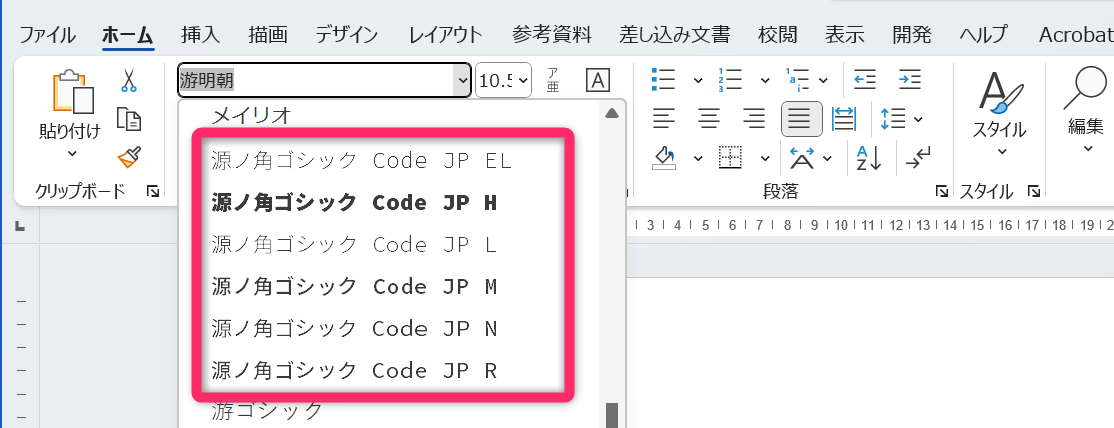 ファイル ホーム 挿入 描画 デザイン レイアウト 参考資料 差し込み文書 校閲 表示 開発 ヘルプ Acrobat
游明朝 10.5 ア亜 A
貼り付け
クリップボード
段落
スタイル
スタイル
編集
メイリオ
源ノ角ゴシック Code JP EL
源ノ角ゴシック Code JP H
源ノ角ゴシック Code JP L
源ノ角ゴシック Code JP M
源ノ角ゴシック Code JP N
源ノ角ゴシック Code JP R
游ゴシック
3 4 5 6 7 8 9 10 11 12 13 14 15 16 17 18 19